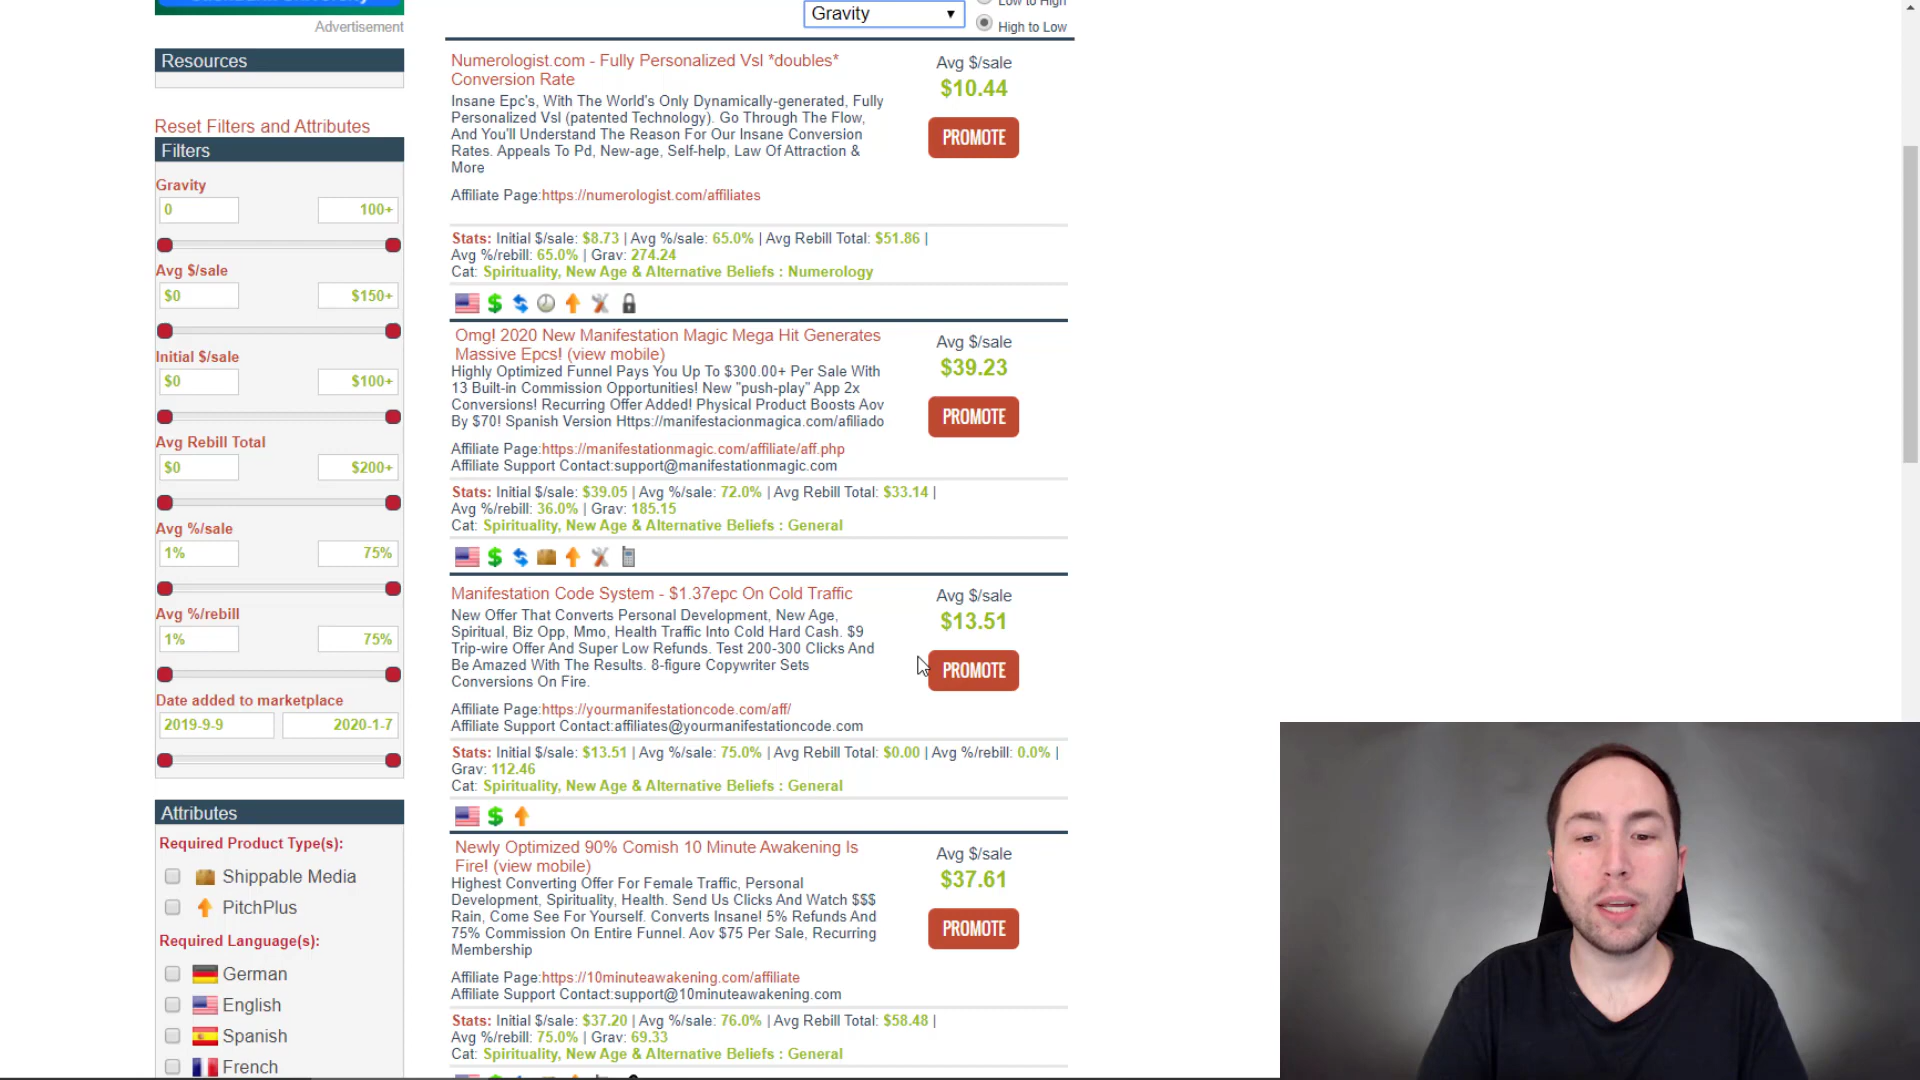 Gravity
Low to High
High to Low
Advertisement
Resources
Reset Filters and Attributes
Filters
Gravity
0 100+
Avg $/sale
$0 $150+
Initial $/sale
$0 $100+
Avg Rebill Total
$0 $200+
Avg %/sale
1% 75%
Avg %/rebill
1% 75%
Date added to marketplace
2019-9-9 2020-1-7
Attributes
Required Product Type(s):
Shippable Media
PitchPlus
Required Language(s):
German
English
Spanish
French
Numerologist.com - Fully Personalized Vsl *doubles*
Conversion Rate
Insane Epc's, With The World's Only Dynamically-generated, Fully
Personalized Vsl (patented Technology). Go Through The Flow,
And You'll Understand The Reason For Our Insane Conversion
Rates. Appeals To Pd, New-age, Self-help, Law Of Attraction &
More
Affiliate Page:https://numerologist.com/affiliates
Avg $/sale
$10.44
PROMOTE
Stats: Initial $/sale: $8.73 | Avg %/sale: 65.0% | Avg Rebill Total: $51.86 |
Avg %/rebill: 65.0% | Grav: 274.24
Cat: Spirituality, New Age & Alternative Beliefs : Numerology
Omg! 2020 New Manifestation Magic Mega Hit Generates
Massive Epcs! (view mobile)
Highly Optimized Funnel Pays You Up To $300.00+ Per Sale With
13 Built-in Commission Opportunities! New "push-play" App 2x
Conversions! Recurring Offer Added! Physical Product Boosts Aov
By $70! Spanish Version Https://manifestacionmagica.com/afiliado
Affiliate Page:https://manifestationmagic.com/affiliate/aff.php
Affiliate Support Contact:support@manifestationmagic.com
Avg $/sale
$39.23
PROMOTE
Stats: Initial $/sale: $39.05 | Avg %/sale: 72.0% | Avg Rebill Total: $33.14 |
Avg %/rebill: 36.0% | Grav: 185.15
Cat: Spirituality, New Age & Alternative Beliefs : General
Manifestation Code System - $1.37epc On Cold Traffic
New Offer That Converts Personal Development, New Age,
Spiritual, Biz Opp, Mmo, Health Traffic Into Cold Hard Cash. $9
Trip-wire Offer And Super Low Refunds. Test 200-300 Clicks And
Be Amazed With The Results. 8-figure Copywriter Sets
Conversions On Fire.
Affiliate Page:https://yourmanifestationcode.com/aff/
Affiliate Support Contact:affiliates@yourmanifestationcode.com
Avg $/sale
$13.51
PROMOTE
Stats: Initial $/sale: $13.51 | Avg %/sale: 75.0% | Avg Rebill Total: $0.00 | Avg %/rebill: 0.0% |
Grav: 112.46
Cat: Spirituality, New Age & Alternative Beliefs : General
Newly Optimized 90% Comish 10 Minute Awakening Is
Fire! (view mobile)
Highest Converting Offer For Female Traffic, Personal
Development, Spirituality, Health. Send Us Clicks And Watch $$$
Rain, Come See For Yourself. Converts Insane! 5% Refunds And
75% Commission On Entire Funnel. Aov $75 Per Sale, Recurring
Membership
Affiliate Page:https://10minuteawakening.com/affiliate
Affiliate Support Contact:support@10minuteawakening.com
Avg $/sale
$37.61
PROMOTE
Stats: Initial $/sale: $37.20 | Avg %/sale: 76.0% | Avg Rebill Total: $58.48 |
Avg %/rebill: 75.0% | Grav: 69.33
Cat: Spirituality, New Age & Alternative Beliefs : General